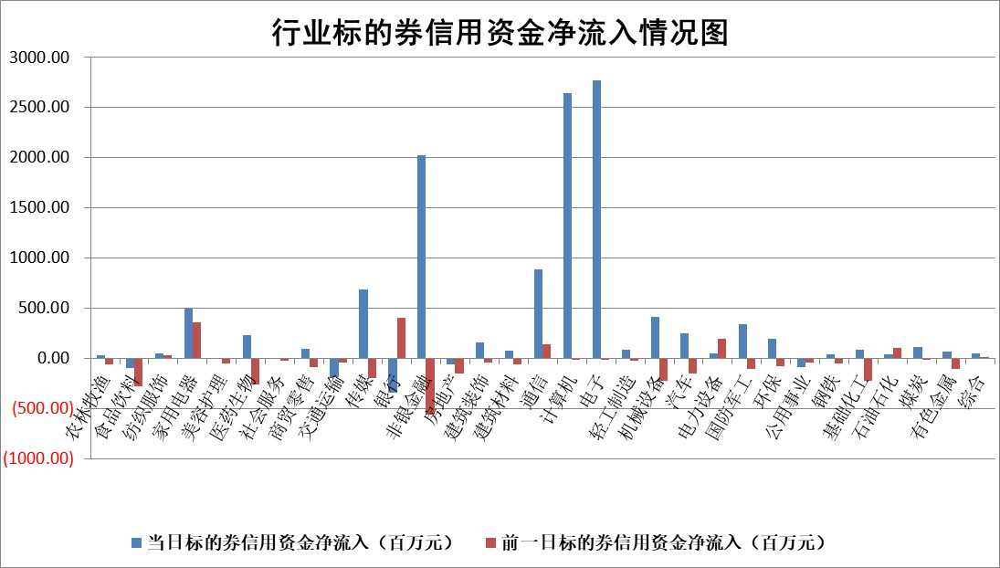 行业标的券信用资金净流入情况图
3000.00
2500.00
2000.00
1500.00
1000.00
500.00
0.00
(500.00)
(1000.00)
农林牧渔
食品饮料
纺织服饰
家用电器
美容护理
医药生物
社会服务
商贸零售
交通运输
传媒
银行
非银金融
房地产
建筑装饰
建筑材料
通信
计算机
电子
轻工制造
机械设备
汽车
电力设备
国防军工
环保
公用事业
钢铁
基础化工
石油石化
煤炭
有色金属
综合
当日标的券信用资金净流入（百万元）
前一日标的券信用资金净流入（百万元）